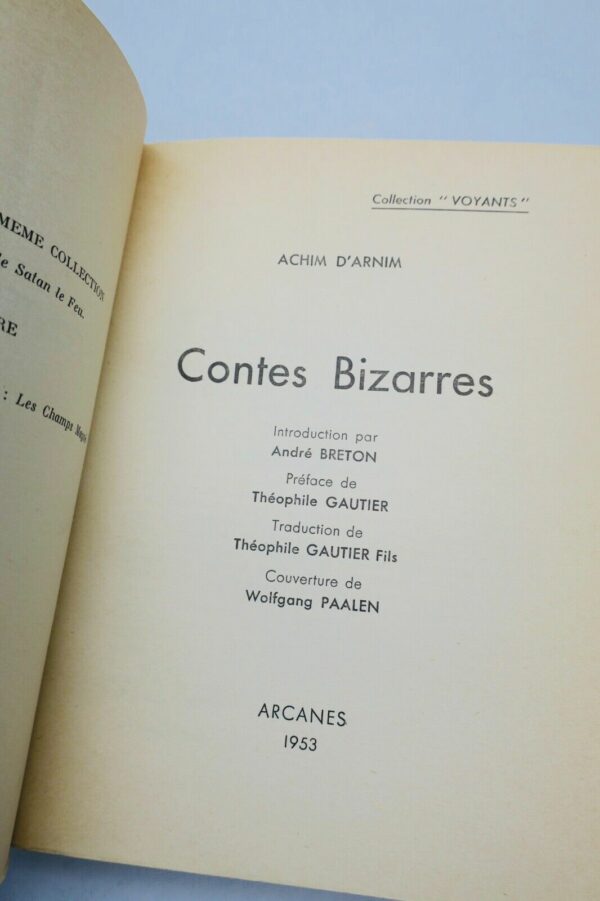 MEME COLLECTION
de Satan le Feu.
RE
: Les Champs
Collection "VOYANTS"
ACHIM D'ARNIM
Contes Bizarres
Introduction par
André BRETON
Préface de
Théophile GAUTIER
Traduction de
Théophile GAUTIER Fils
Couverture de
Wolfgang PAALEN
ARCANES
1953